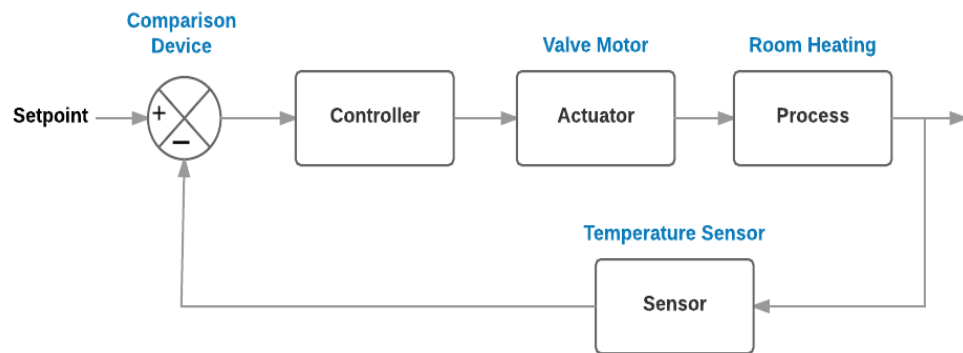 Comparison
Device
Valve Motor
Room Heating
Setpoint
+
−
Controller
Actuator
Process
Temperature Sensor
Sensor